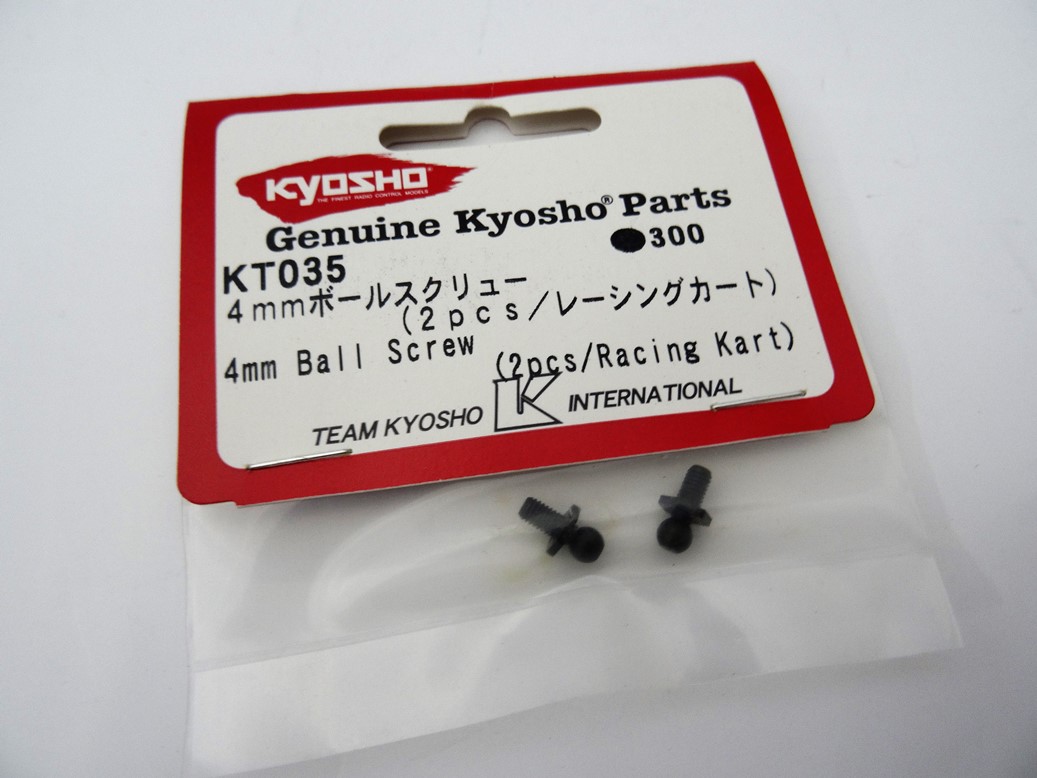 KYOSHO®
THE FINEST RADIO CONTROL MODELS
Genuine Kyosho® Parts
●300
KT035
4mmボールスクリュー
(2pcs/レーシングカート)
4mm Ball Screw
(2pcs/Racing Kart)
TEAM KYOSHO K INTERNATIONAL